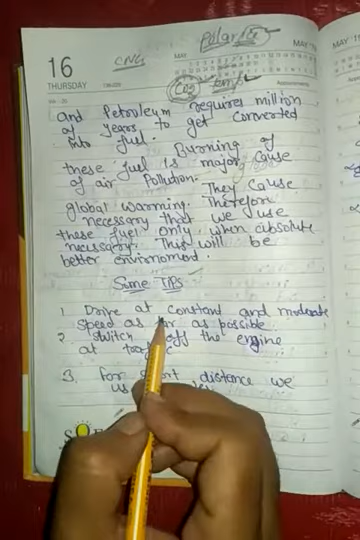 16
THURSDAY
CNG
Polar
MAY
MAY
CO2
and Petroleum requires million
of years to get converted
into fuel.
Burning of
these fuel is major cause
of air Pollution.
They cause
global warming. Therefore
necessary that we use
these fuel only when absolute
necessary. This will be
better environment.
Some TIPS
1 Drive at constant and moderate
speed as far as possible
2. switch off the engine
at
3. For distance we